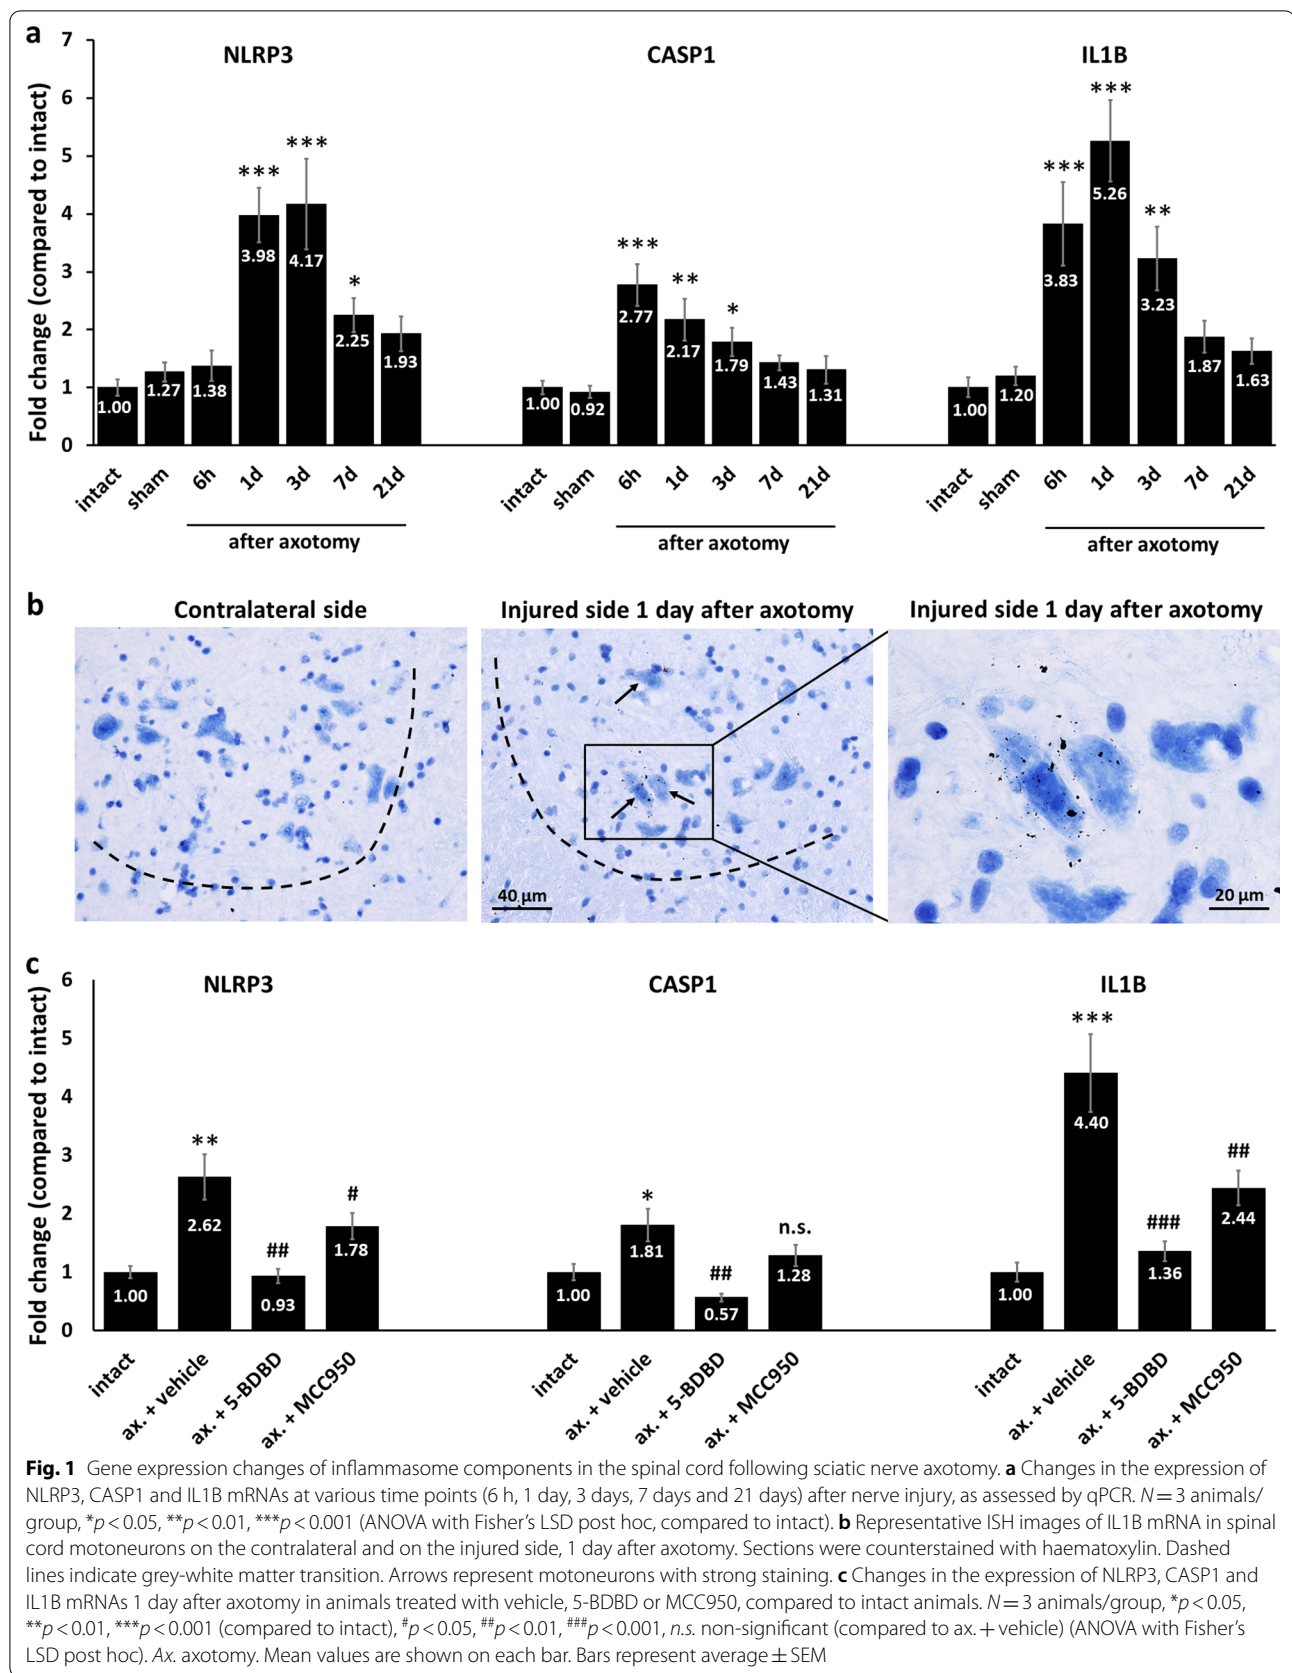 a
7
6
5
4
3
2
1
0
Fold change (compared to intact)
NLRP3
CASP1
IL1B
*** *** *
*** ** *
*** *** **
1.00 1.27 1.38 3.98 4.17 2.25 1.93
1.00 0.92 2.77 2.17 1.79 1.43 1.31
1.00 1.20 3.83 5.26 3.23 1.87 1.63
intact sham 6h 1d 3d 7d 21d
intact sham 6h 1d 3d 7d 21d
intact sham 6h 1d 3d 7d 21d
after axotomy
after axotomy
after axotomy
b
Contralateral side
Injured side 1 day after axotomy
Injured side 1 day after axotomy
40 µm
20 µm
c
6
5
4
3
2
1
0
Fold change (compared to intact)
NLRP3
CASP1
IL1B
** ## #
* ## n.s.
*** ### ##
1.00 2.62 0.93 1.78
1.00 1.81 0.57 1.28
1.00 4.40 1.36 2.44
intact ax. + vehicle ax. + 5-BDBD ax. + MCC950
intact ax. + vehicle ax. + 5-BDBD ax. + MCC950
intact ax. + vehicle ax. + 5-BDBD ax. + MCC950
Fig. 1 Gene expression changes of inflammasome components in the spinal cord following sciatic nerve axotomy. a Changes in the expression of
NLRP3, CASP1 and IL1B mRNAs at various time points (6 h, 1 day, 3 days, 7 days and 21 days) after nerve injury, as assessed by qPCR. N = 3 animals/
group, *p < 0.05, **p < 0.01, ***p < 0.001 (ANOVA with Fisher's LSD post hoc, compared to intact). b Representative ISH images of IL1B mRNA in spinal
cord motoneurons on the contralateral and on the injured side, 1 day after axotomy. Sections were counterstained with haematoxylin. Dashed
lines indicate grey-white matter transition. Arrows represent motoneurons with strong staining. c Changes in the expression of NLRP3, CASP1 and
IL1B mRNAs 1 day after axotomy in animals treated with vehicle, 5-BDBD or MCC950, compared to intact animals. N = 3 animals/group, *p < 0.05,
**p < 0.01, ***p < 0.001 (compared to intact), #p < 0.05, ##p < 0.01, ###p < 0.001, n.s. non-significant (compared to ax. + vehicle) (ANOVA with Fisher's
LSD post hoc). Ax. axotomy. Mean values are shown on each bar. Bars represent average ± SEM